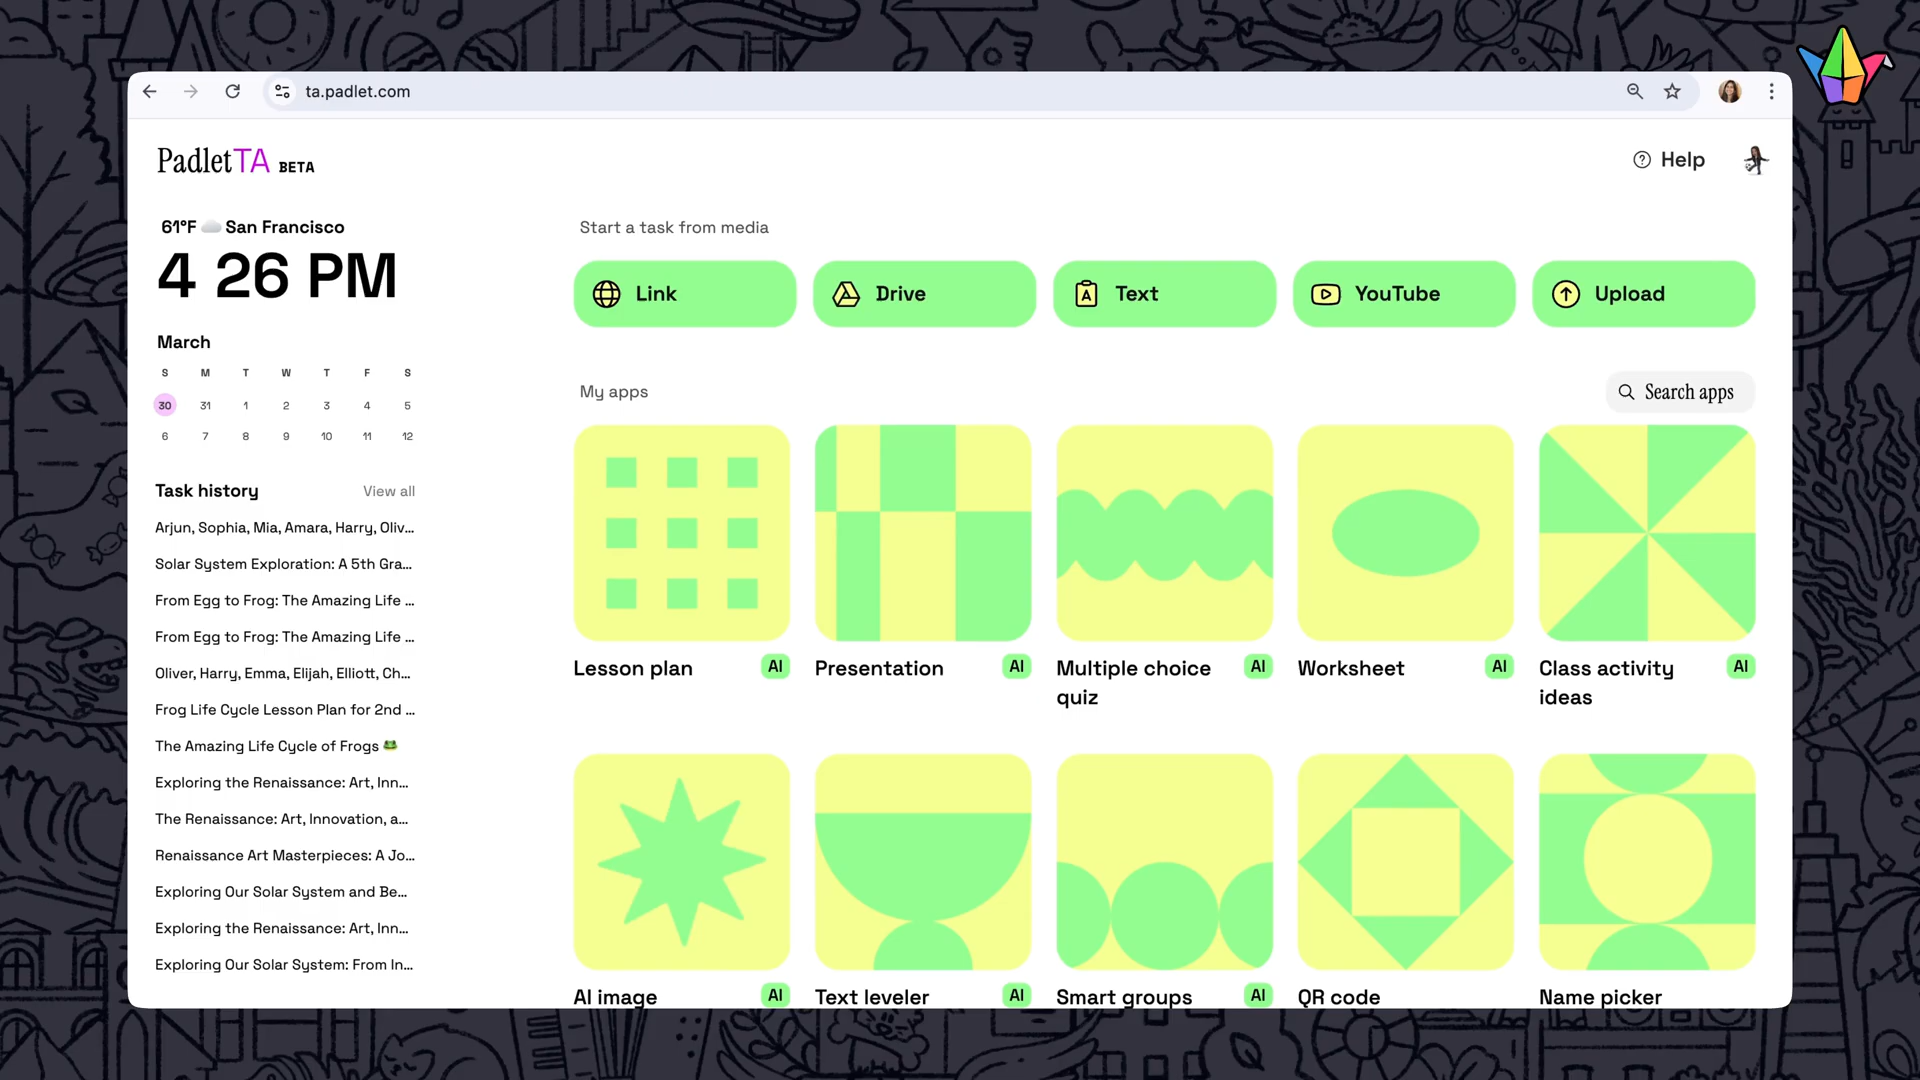 ta.padlet.com
PadletTA BETA
Help
61°F San Francisco
4 26 PM
March
S M T W T F S
30 31 1 2 3 4 5
6 7 8 9 10 11 12
Task history View all
Arjun, Sophia, Mia, Amara, Harry, Oliv...
Solar System Exploration: A 5th Gra...
From Egg to Frog: The Amazing Life ...
From Egg to Frog: The Amazing Life ...
Oliver, Harry, Emma, Elijah, Elliott, Ch...
Frog Life Cycle Lesson Plan for 2nd ...
The Amazing Life Cycle of Frogs 🐸
Exploring the Renaissance: Art, Inn...
The Renaissance: Art, Innovation, a...
Renaissance Art Masterpieces: A Jo...
Exploring Our Solar System and Be...
Exploring the Renaissance: Art, Inn...
Exploring Our Solar System: From In...
Start a task from media
Link
Drive
Text
YouTube
Upload
My apps
Search apps
Lesson plan AI
Presentation AI
Multiple choice AI
quiz
Worksheet AI
Class activity AI
ideas
AI image AI
Text leveler AI
Smart groups AI
QR code
Name picker